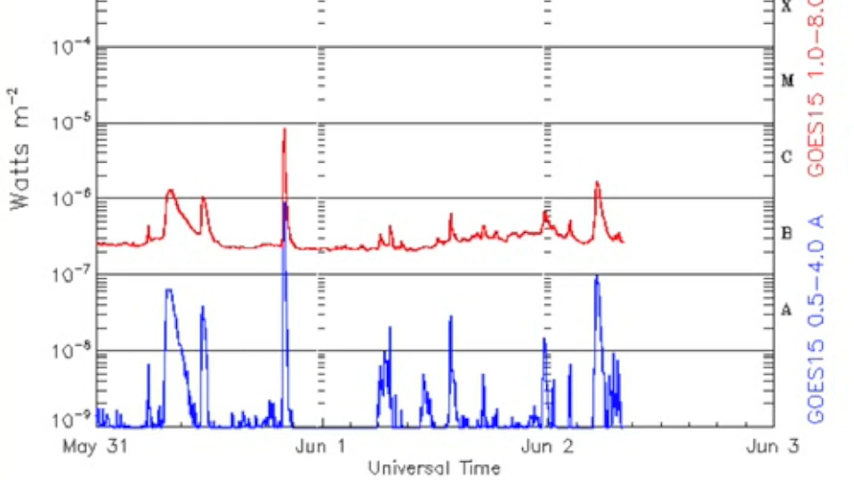 X
10⁻⁴
M
10⁻⁵
C
10⁻⁶
B
10⁻⁷
A
10⁻⁸
10⁻⁹
Watts m⁻²
May 31
Jun 1
Jun 2
Jun 3
Universal Time
GOES15 1.0–8.0
GOES15 0.5–4.0 A